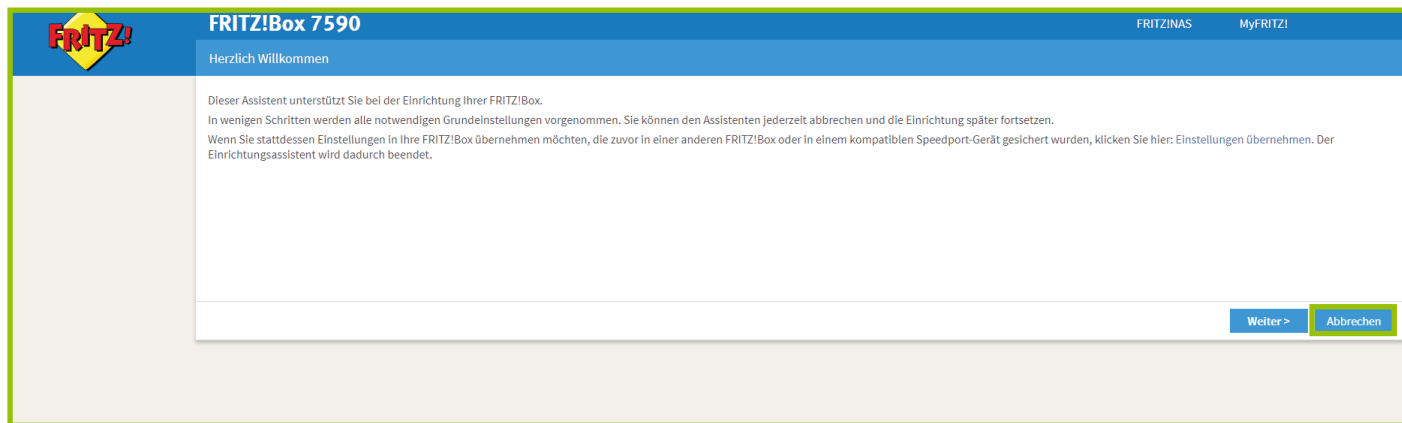 FRITZ!
FRITZ!Box 7590
FRITZ!NAS
MyFRITZ!
Herzlich Willkommen
Dieser Assistent unterstützt Sie bei der Einrichtung Ihrer FRITZ!Box.
In wenigen Schritten werden alle notwendigen Grundeinstellungen vorgenommen. Sie können den Assistenten jederzeit abbrechen und die Einrichtung später fortsetzen.
Wenn Sie stattdessen Einstellungen in Ihre FRITZ!Box übernehmen möchten, die zuvor in einer anderen FRITZ!Box oder in einem kompatiblen Speedport-Gerät gesichert wurden, klicken Sie hier: Einstellungen übernehmen. Der
Einrichtungsassistent wird dadurch beendet.
Weiter >
Abbrechen